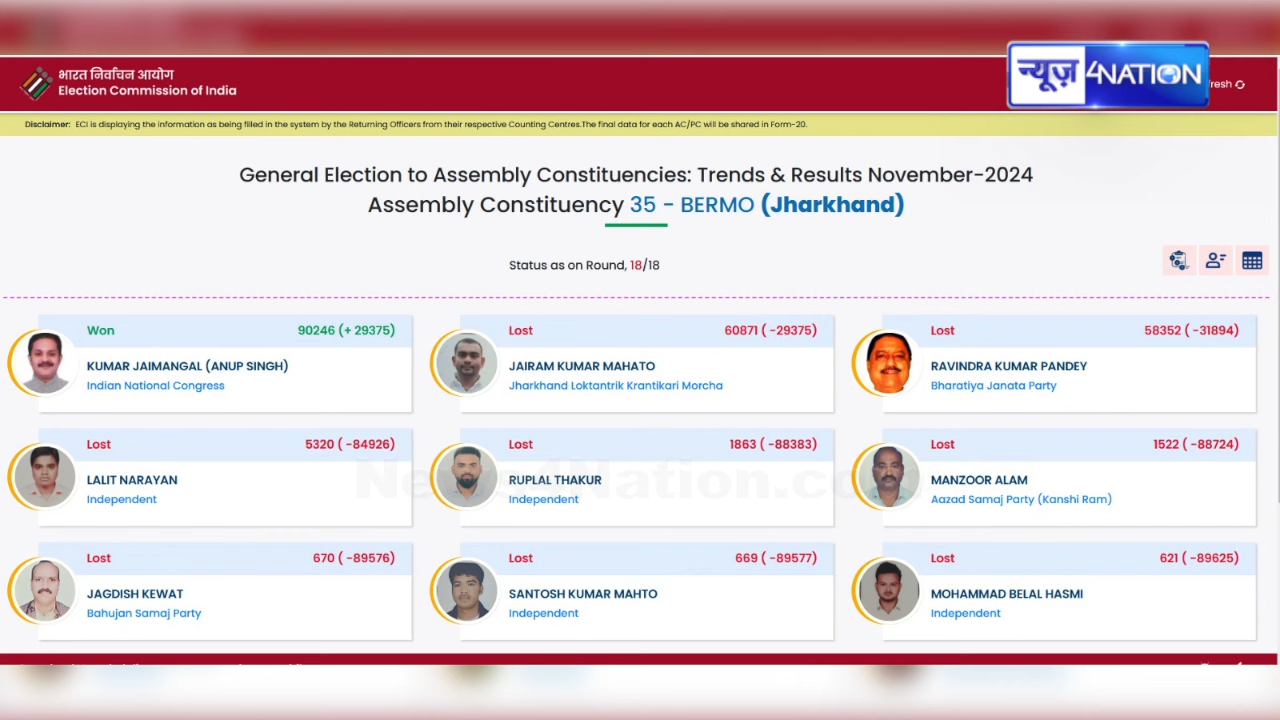 भारत निर्वाचन आयोग
Election Commission of India
न्यूज़ 4NATION
fresh
Disclaimer: ECI is displaying the information as being filled in the system by the Returning Officers from their respective Counting Centres.The final data for each AC/PC will be shared in Form-20.
General Election to Assembly Constituencies: Trends & Results November-2024
Assembly Constituency 35 - BERMO (Jharkhand)
Status as on Round, 18/18
Won 90246 (+ 29375)
KUMAR JAIMANGAL (ANUP SINGH)
Indian National Congress
Lost 60871 ( -29375)
JAIRAM KUMAR MAHATO
Jharkhand Loktantrik Krantikari Morcha
Lost 58352 ( -31894)
RAVINDRA KUMAR PANDEY
Bharatiya Janata Party
Lost 5320 ( -84926)
LALIT NARAYAN
Independent
Lost 1863 ( -88383)
RUPLAL THAKUR
Independent
Lost 1522 ( -88724)
MANZOOR ALAM
Aazad Samaj Party (Kanshi Ram)
News4Nation.com
Lost 670 ( -89576)
JAGDISH KEWAT
Bahujan Samaj Party
Lost 669 ( -89577)
SANTOSH KUMAR MAHTO
Independent
Lost 621 ( -89625)
MOHAMMAD BELAL HASMI
Independent